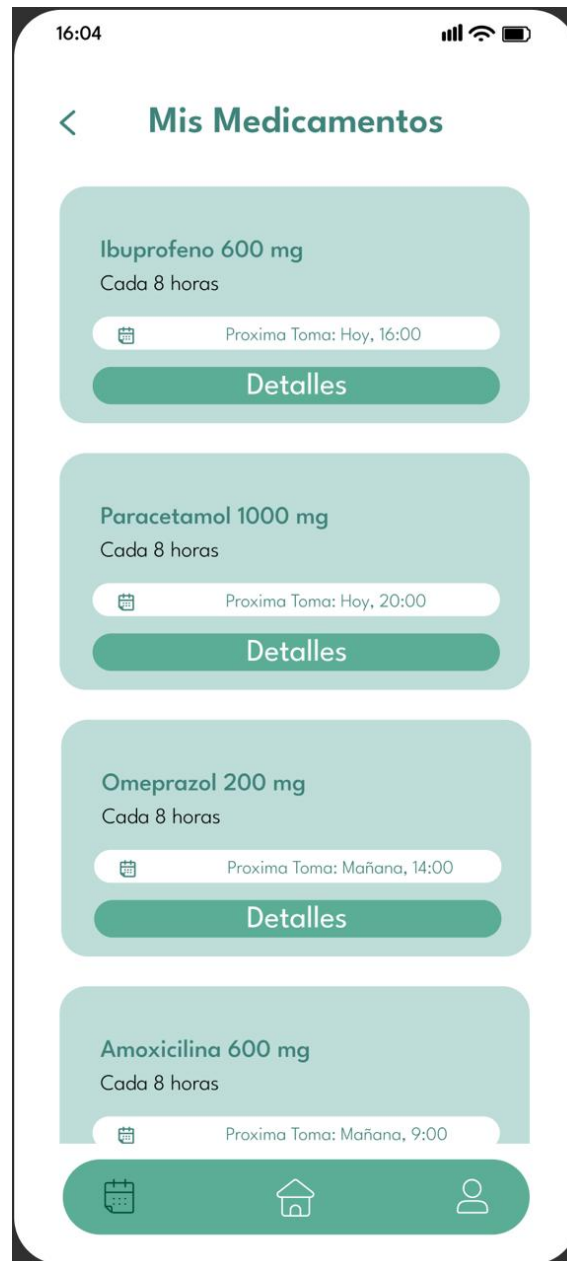 16:04
Mis Medicamentos
Ibuprofeno 600 mg
Cada 8 horas
Proxima Toma: Hoy, 16:00
Detalles
Paracetamol 1000 mg
Cada 8 horas
Proxima Toma: Hoy, 20:00
Detalles
Omeprazol 200 mg
Cada 8 horas
Proxima Toma: Mañana, 14:00
Detalles
Amoxicilina 600 mg
Cada 8 horas
Proxima Toma: Mañana, 9:00